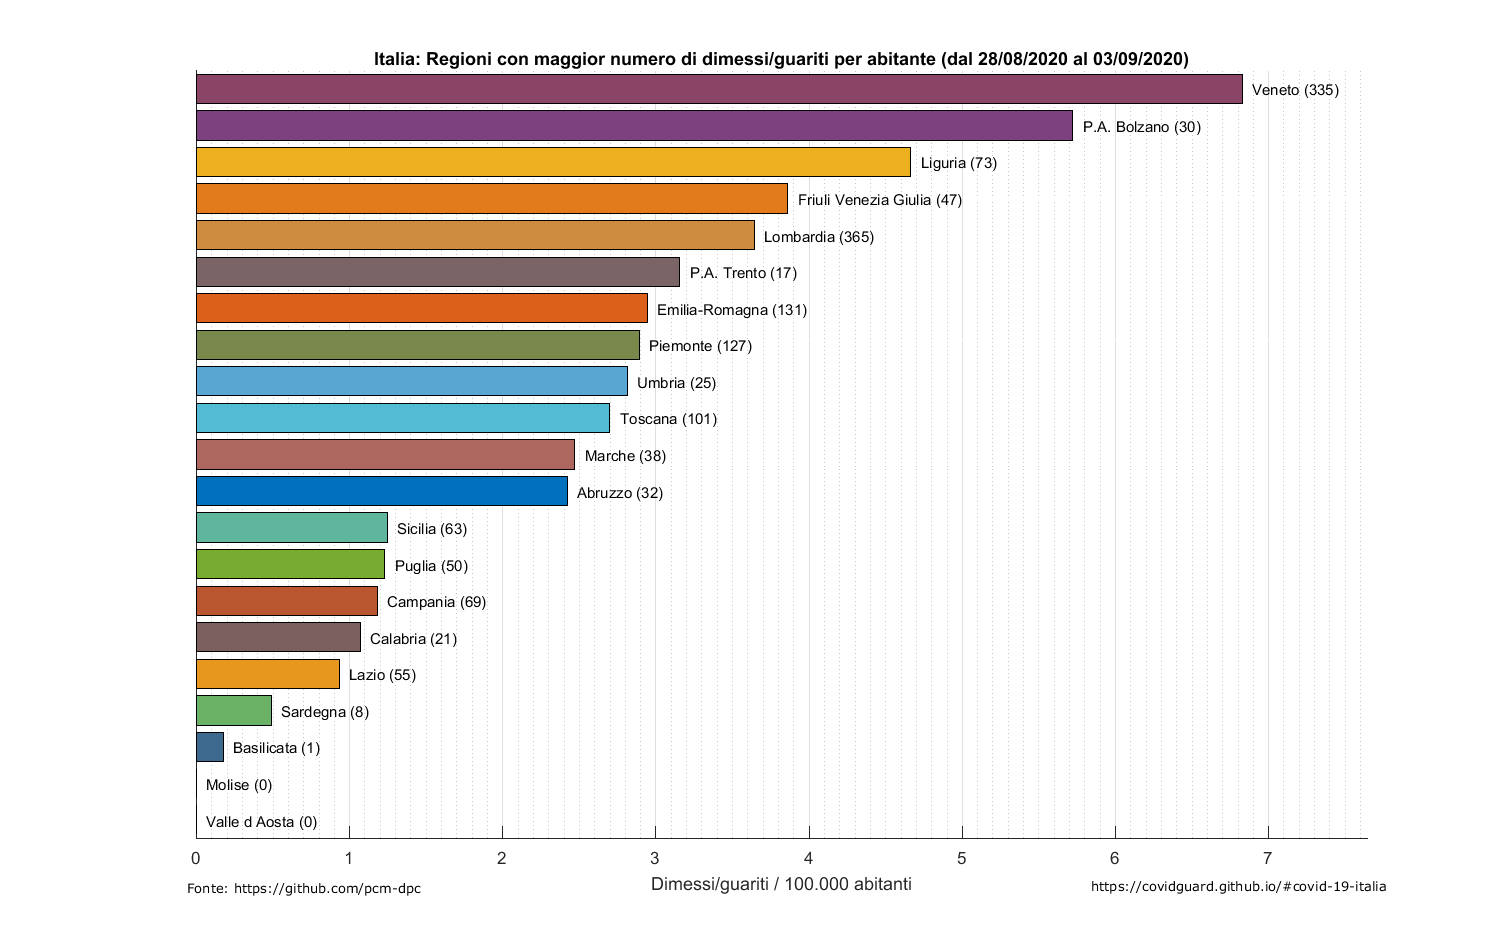 Italia: Regioni con maggior numero di dimessi/guariti per abitante (dal 28/08/2020 al 03/09/2020)
Veneto (335)
P.A. Bolzano (30)
Liguria (73)
Friuli Venezia Giulia (47)
Lombardia (365)
P.A. Trento (17)
Emilia-Romagna (131)
Piemonte (127)
Umbria (25)
Toscana (101)
Marche (38)
Abruzzo (32)
Sicilia (63)
Puglia (50)
Campania (69)
Calabria (21)
Lazio (55)
Sardegna (8)
Basilicata (1)
Molise (0)
Valle d Aosta (0)
0 1 2 3 4 5 6 7
Dimessi/guariti / 100.000 abitanti
Fonte: https://github.com/pcm-dpc
https://covidguard.github.io/#covid-19-italia